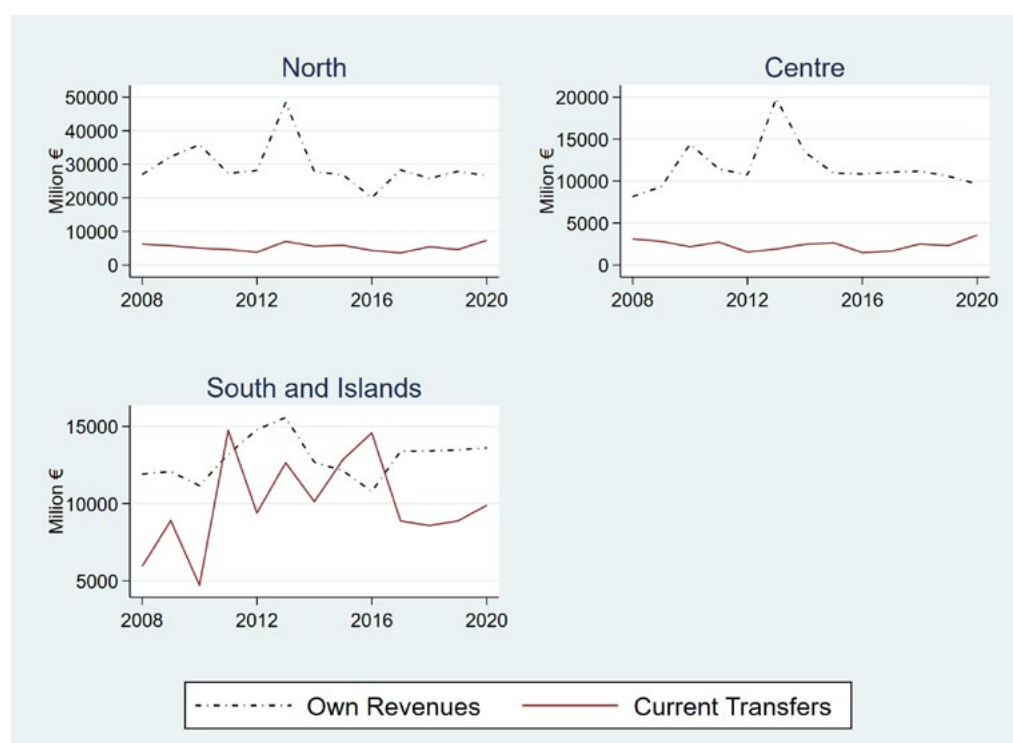 North
50000
40000
30000
20000
10000
0
Milion €
2008 2012 2016 2020
Centre
20000
15000
10000
5000
0
Milion €
2008 2012 2016 2020
South and Islands
15000
10000
5000
Milion €
2008 2012 2016 2020
Own Revenues Current Transfers